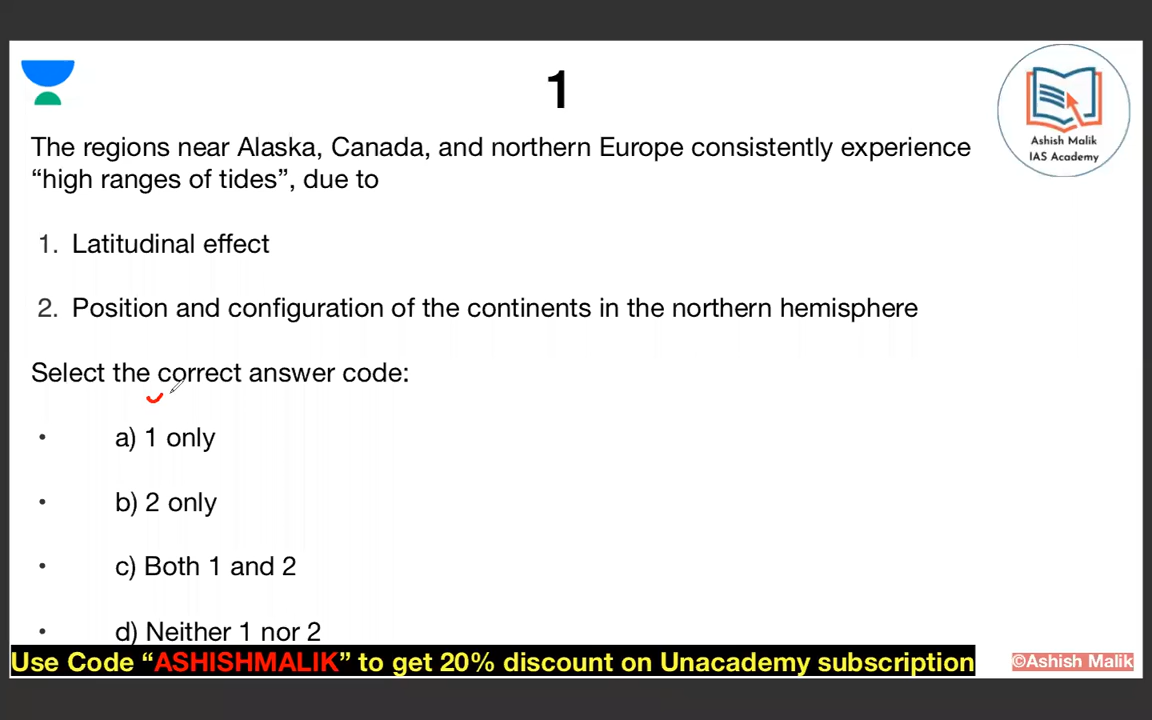 1
Ashish Malik
IAS Academy
The regions near Alaska, Canada, and northern Europe consistently experience
“high ranges of tides”, due to
1. Latitudinal effect
2. Position and configuration of the continents in the northern hemisphere
Select the correct answer code:
• a) 1 only
• b) 2 only
• c) Both 1 and 2
• d) Neither 1 nor 2
Use Code “ASHISHMALIK” to get 20% discount on Unacademy subscription
©Ashish Malik